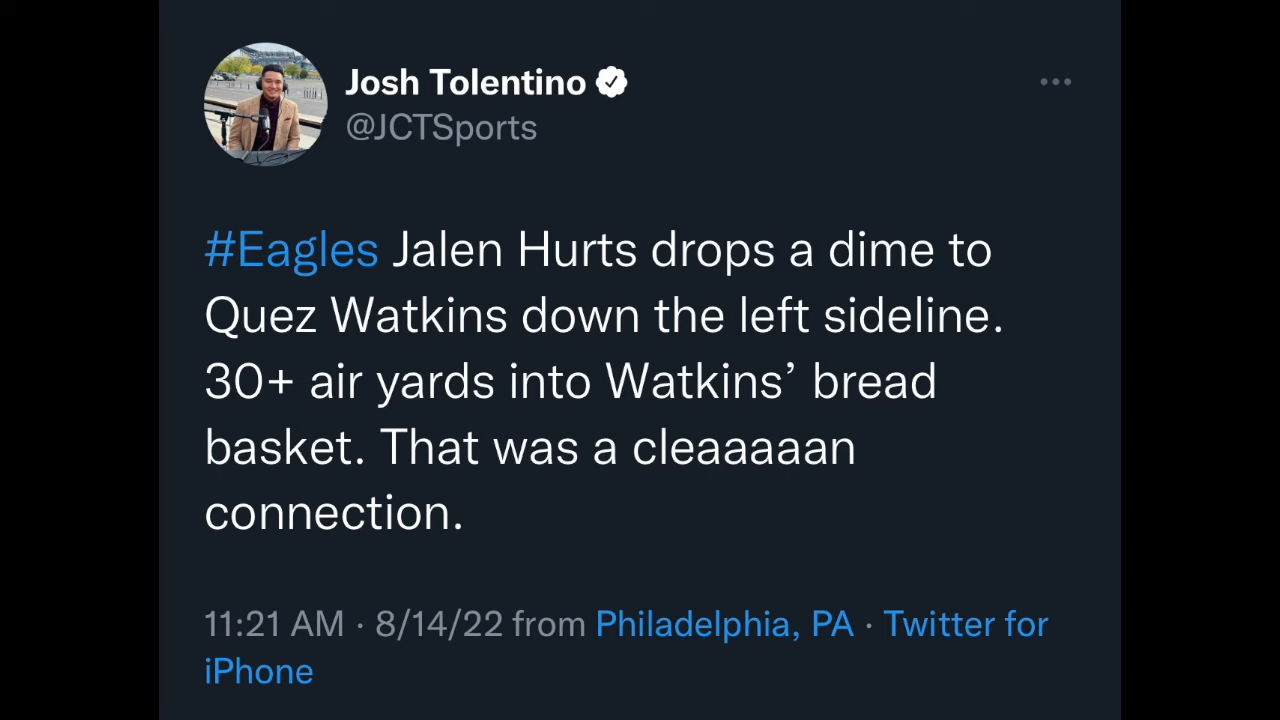 Josh Tolentino
@JCTSports
#Eagles Jalen Hurts drops a dime to
Quez Watkins down the left sideline.
30+ air yards into Watkins’ bread
basket. That was a cleaaaaan
connection.
11:21 AM · 8/14/22 from Philadelphia, PA · Twitter for
iPhone